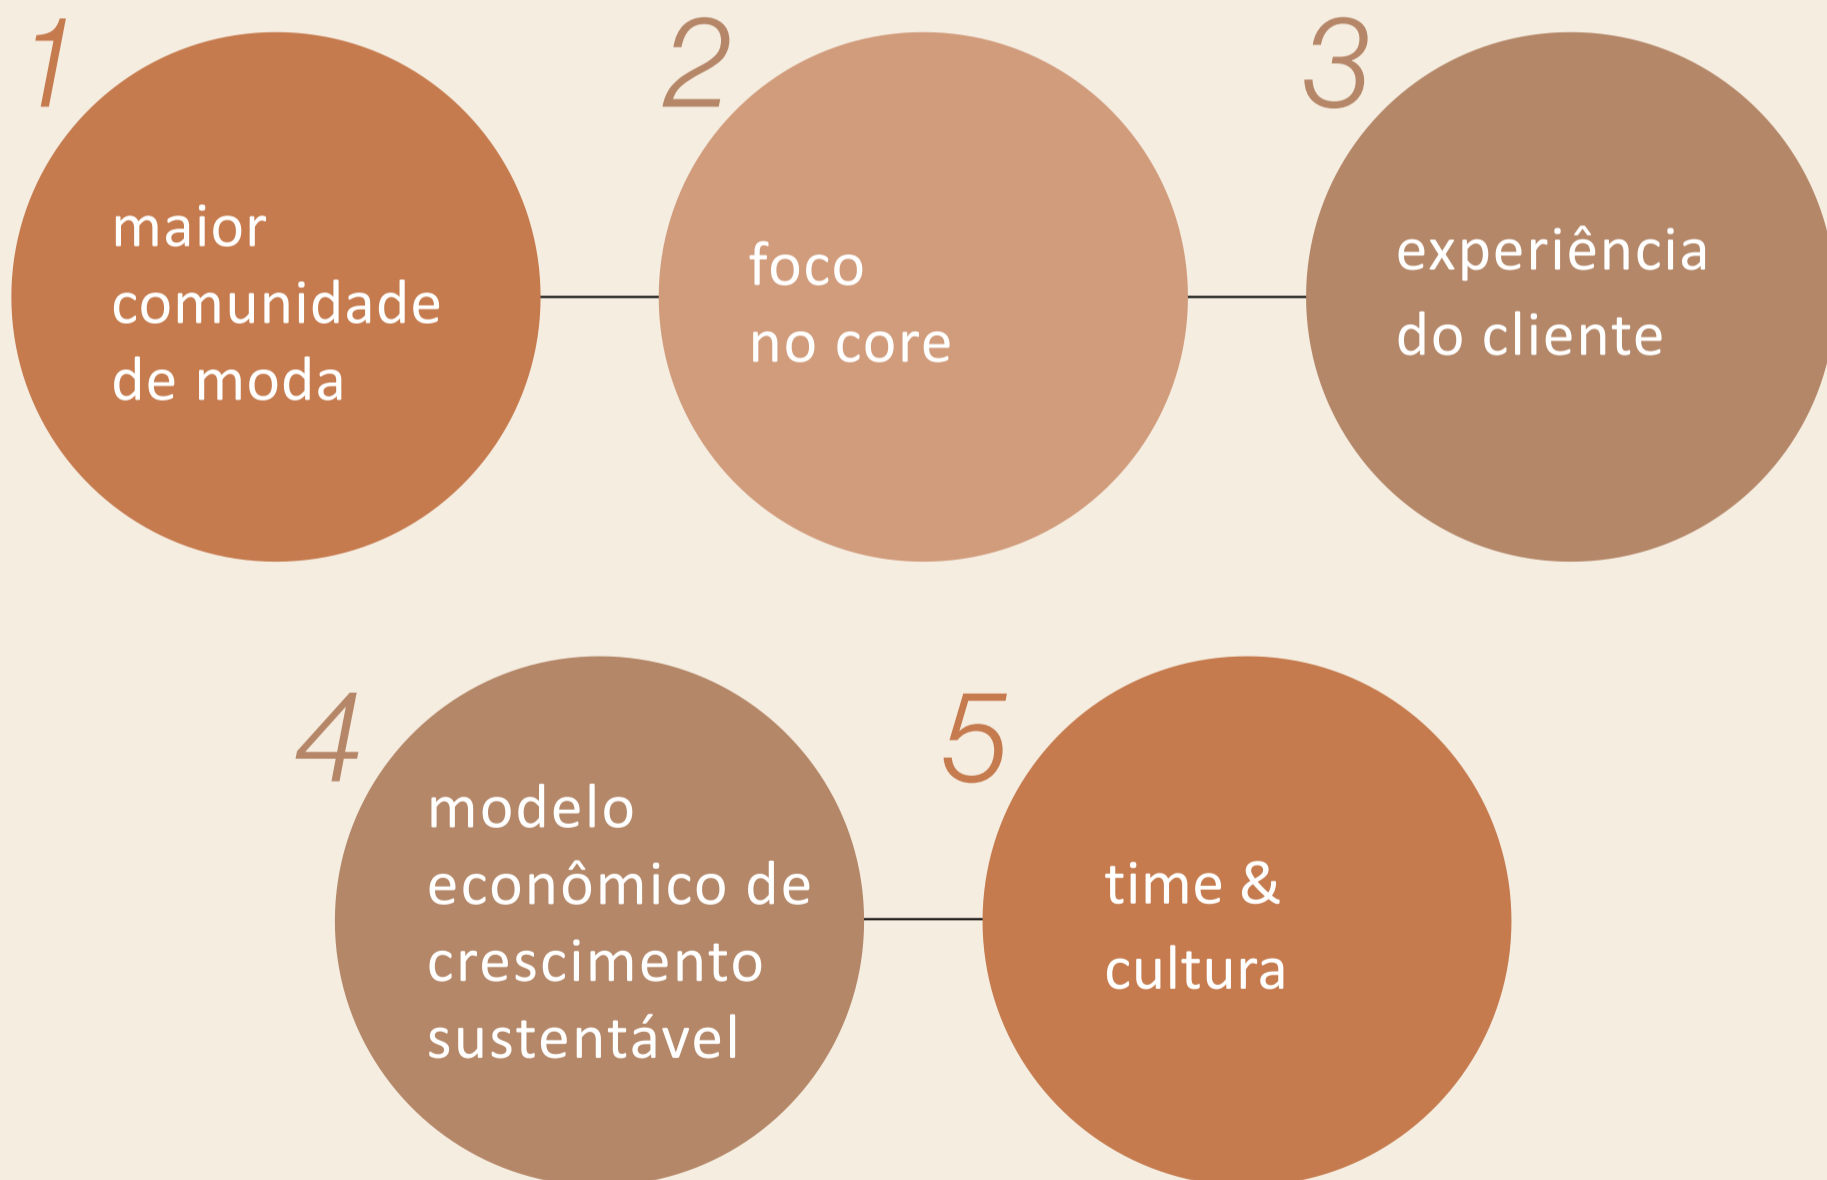 1
maior
comunidade
de moda
2
foco
no core
3
experiência
do cliente
4
modelo
econômico de
crescimento
sustentável
5
time &
cultura